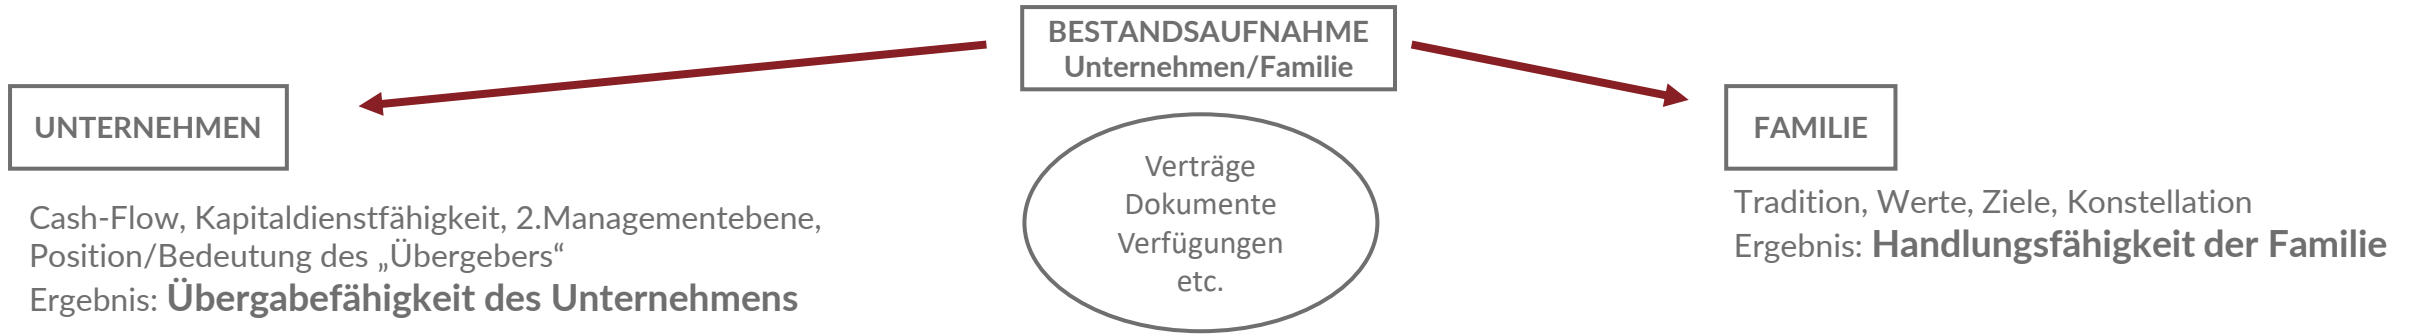 BESTANDSAUFNAHME
Unternehmen/Familie
UNTERNEHMEN
Cash-Flow, Kapitaldienstfähigkeit, 2.Managementebene,
Position/Bedeutung des „Übergebers“
Ergebnis: Übergabefähigkeit des Unternehmens
Verträge
Dokumente
Verfügungen
etc.
FAMILIE
Tradition, Werte, Ziele, Konstellation
Ergebnis: Handlungsfähigkeit der Familie